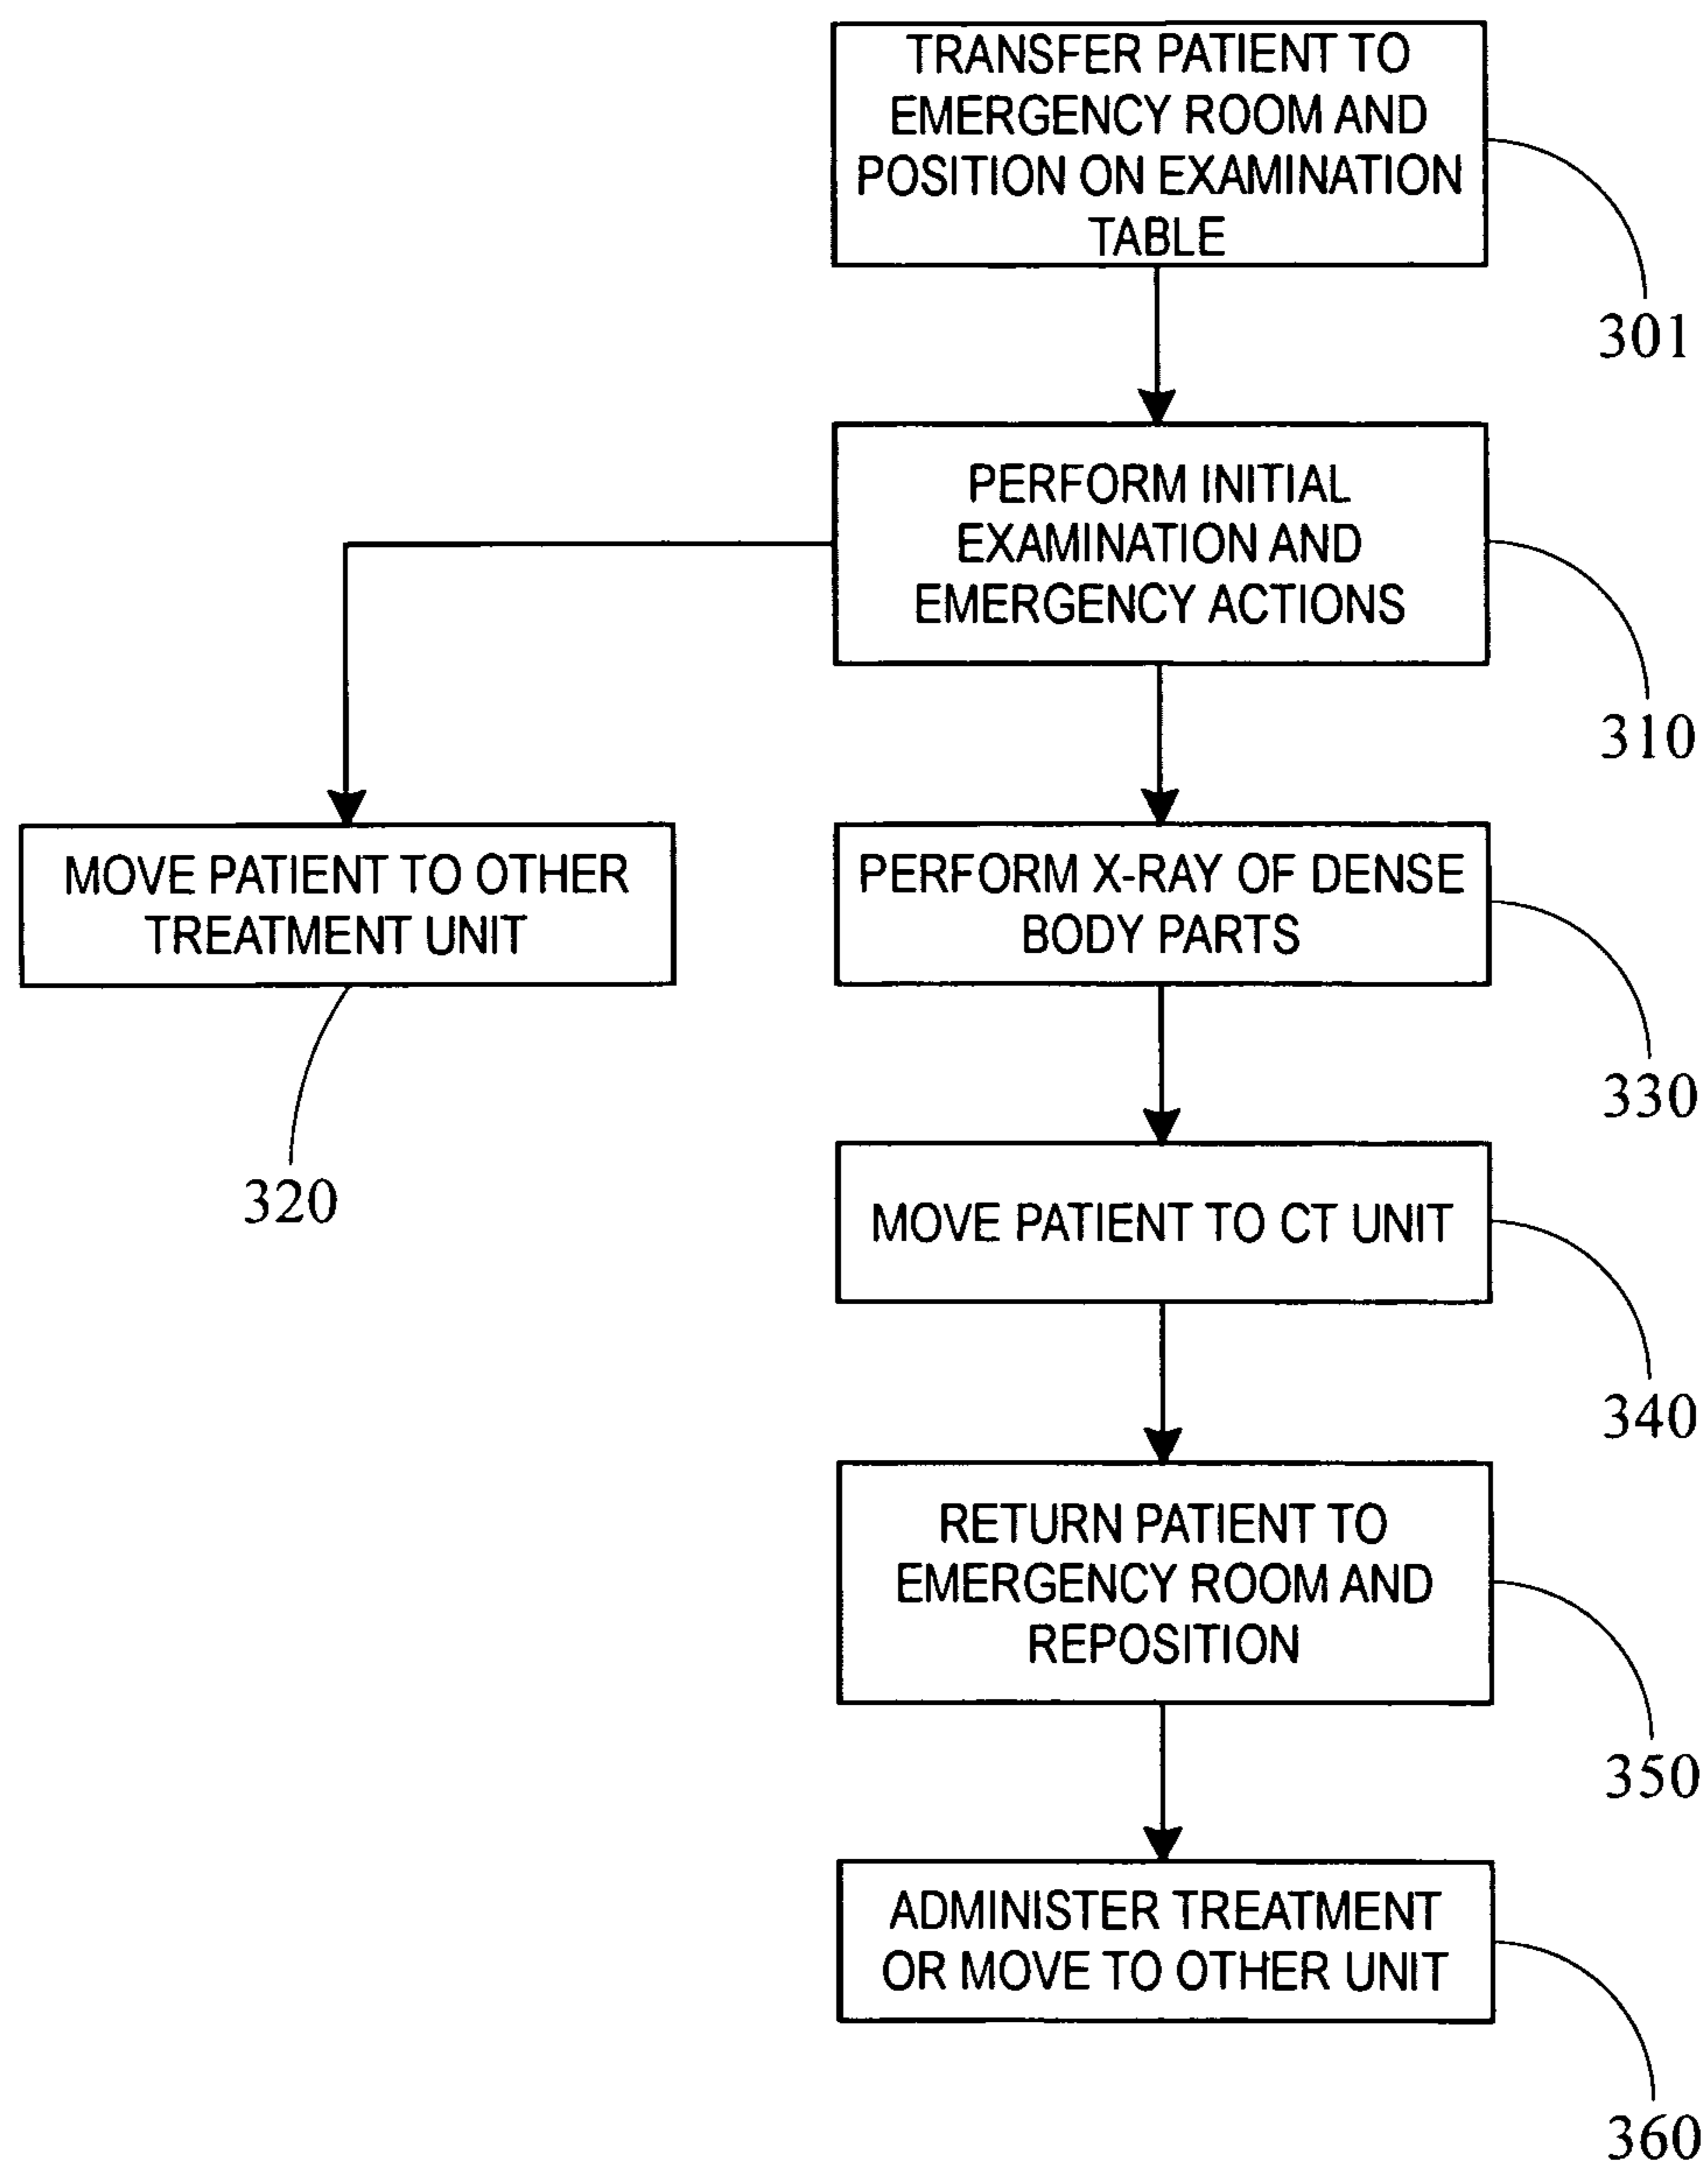 TRANSFER PATIENT TO
EMERGENCY ROOM AND
POSITION ON EXAMINATION
TABLE
301
PERFORM INITIAL
EXAMINATION AND
EMERGENCY ACTIONS
310
MOVE PATIENT TO OTHER
TREATMENT UNIT
320
PERFORM X-RAY OF DENSE
BODY PARTS
330
MOVE PATIENT TO CT UNIT
340
RETURN PATIENT TO
EMERGENCY ROOM AND
REPOSITION
350
ADMINISTER TREATMENT
OR MOVE TO OTHER UNIT
360